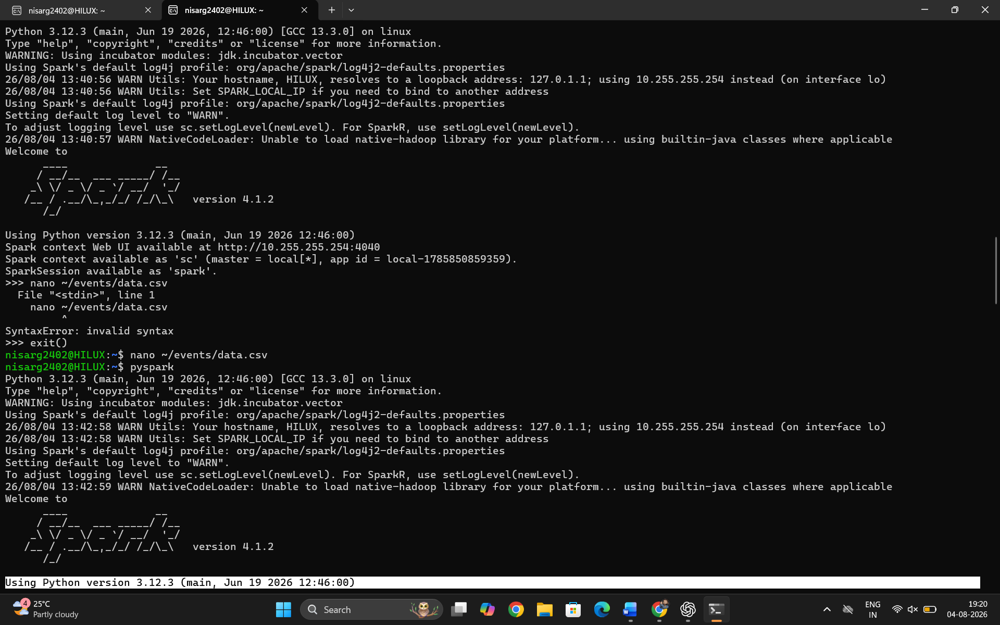 nisarg2402@HILUX: ~
nisarg2402@HILUX: ~
Python 3.12.3 (main, Jun 19 2026, 12:46:00) [GCC 13.3.0] on linux
Type "help", "copyright", "credits" or "license" for more information.
WARNING: Using incubator modules: jdk.incubator.vector
Using Spark's default log4j profile: org/apache/spark/log4j2-defaults.properties
26/08/04 13:40:56 WARN Utils: Your hostname, HILUX, resolves to a loopback address: 127.0.1.1; using 10.255.255.254 instead (on interface lo)
26/08/04 13:40:56 WARN Utils: Set SPARK_LOCAL_IP if you need to bind to another address
Using Spark's default log4j profile: org/apache/spark/log4j2-defaults.properties
Setting default log level to "WARN".
To adjust logging level use sc.setLogLevel(newLevel). For SparkR, use setLogLevel(newLevel).
26/08/04 13:40:57 WARN NativeCodeLoader: Unable to load native-hadoop library for your platform... using builtin-java classes where applicable
Welcome to
      ____              __
     / __/__  ___ _____/ /__
    _\ \/ _ \/ _ `/ __/  '_/
   /__ / .__/\_,_/_/ /_/\_\   version 4.1.2
      /_/
Using Python version 3.12.3 (main, Jun 19 2026 12:46:00)
Spark context Web UI available at http://10.255.255.254:4040
Spark context available as 'sc' (master = local[*], app id = local-1785850859359).
SparkSession available as 'spark'.
>>> nano ~/events/data.csv
  File "<stdin>", line 1
    nano ~/events/data.csv
         ^
SyntaxError: invalid syntax
>>> exit()
nisarg2402@HILUX:~$ nano ~/events/data.csv
nisarg2402@HILUX:~$ pyspark
Python 3.12.3 (main, Jun 19 2026, 12:46:00) [GCC 13.3.0] on linux
Type "help", "copyright", "credits" or "license" for more information.
WARNING: Using incubator modules: jdk.incubator.vector
Using Spark's default log4j profile: org/apache/spark/log4j2-defaults.properties
26/08/04 13:42:58 WARN Utils: Your hostname, HILUX, resolves to a loopback address: 127.0.1.1; using 10.255.255.254 instead (on interface lo)
26/08/04 13:42:58 WARN Utils: Set SPARK_LOCAL_IP if you need to bind to another address
Using Spark's default log4j profile: org/apache/spark/log4j2-defaults.properties
Setting default log level to "WARN".
To adjust logging level use sc.setLogLevel(newLevel). For SparkR, use setLogLevel(newLevel).
26/08/04 13:42:59 WARN NativeCodeLoader: Unable to load native-hadoop library for your platform... using builtin-java classes where applicable
Welcome to
      ____              __
     / __/__  ___ _____/ /__
    _\ \/ _ \/ _ `/ __/  '_/
   /__ / .__/\_,_/_/ /_/\_\   version 4.1.2
      /_/
Using Python version 3.12.3 (main, Jun 19 2026 12:46:00)
4
25°C
Partly cloudy
Search
ENG
IN
19:20
04-08-2026